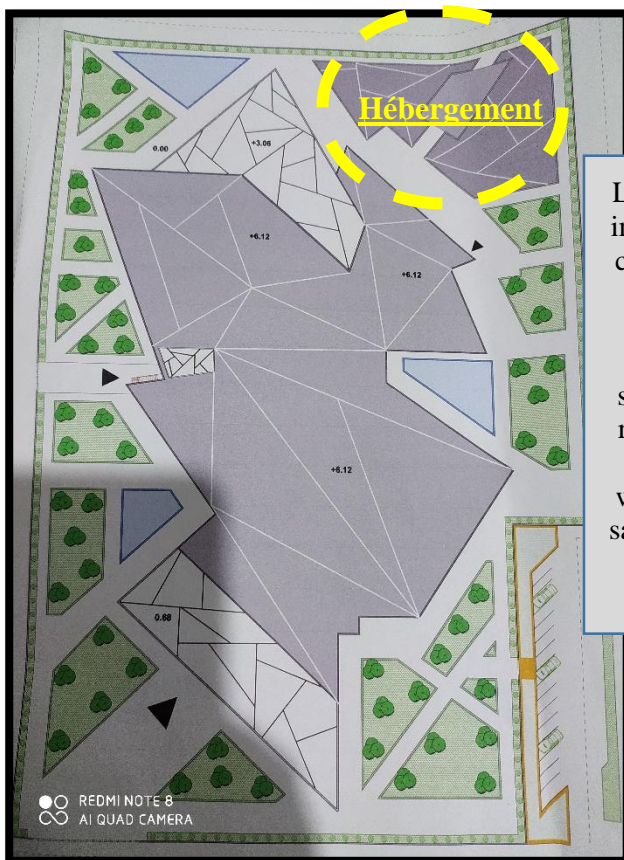 Hébergement
0.00
+3.06
+6.12
+6.12
+6.12
0.68
REDMI NOTE 8
AI QUAD CAMERA